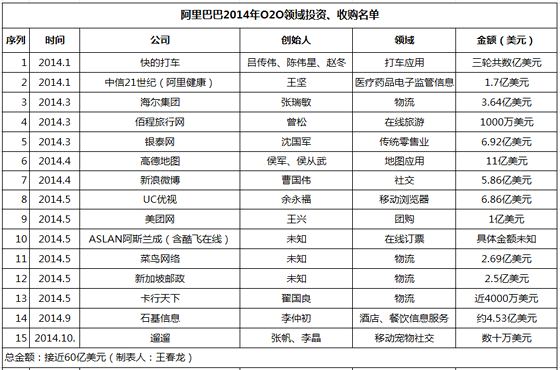 阿里巴巴2014年O2O领域投资、收购名单
序列 时间 公司 创始人 领域 金额（美元）
1 2014.1 快的打车 吕传伟、陈伟星、赵冬 打车应用 三轮共数亿美元
2 2014.1 中信21世纪（阿里健康） 王坚 医疗药品电子监管信息 1.7亿美元
3 2014.3 海尔集团 张瑞敏 物流 3.64亿美元
4 2014.3 佰程旅行网 曾松 在线旅游 1000万美元
5 2014.3 银泰网 沈国军 传统零售业 6.92亿美元
6 2014.4 高德地图 侯军、侯从武 地图应用 11亿美元
7 2014.4 新浪微博 曹国伟 社交 5.86亿美元
8 2014.5 UC优视 余永福 移动浏览器 6.86亿美元
9 2014.5 美团网 王兴 团购 1亿美元
10 2014.5 ASLAN阿斯兰成（含酷飞在线） 未知 在线订票 具体金额未知
11 2014.5 菜鸟网络 未知 物流 2.69亿美元
12 2014.5 新加坡邮政 未知 物流 2.5亿美元
13 2014.5 卡行天下 翟国良 物流 近4000万美元
14 2014.9 石基信息 李仲初 酒店、餐饮信息服务 约4.53亿美元
15 2014.10. 遛遛 张帆、李晶 移动宠物社交 数十万美元
总金额：接近60亿美元（制表人：王春龙）